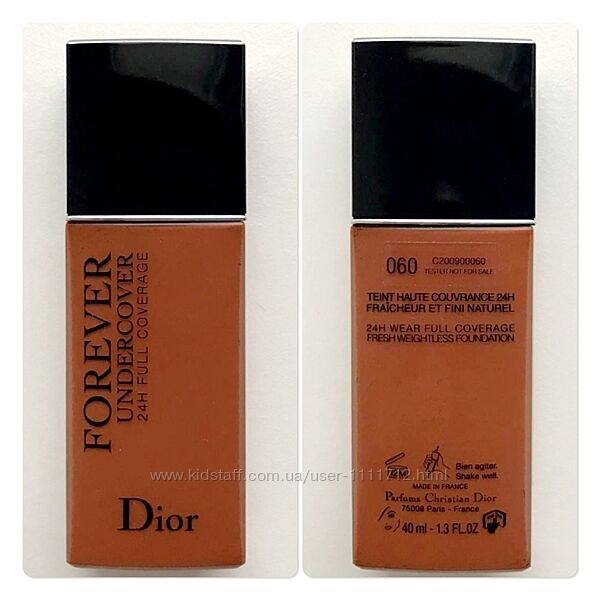 FOREVER
UNDERCOVER
24H FULL COVERAGE
Dior
060
C200900060
TESTER NOT FOR SALE
TEINT HAUTE COUVRANCE 24H
FRAÎCHEUR ET FINI NATUREL
24H WEAR FULL COVERAGE
FRESH WEIGHTLESS FOUNDATION
Bien agiter.
Shake well.
MADE IN FRANCE
Parfums Christian Dior
75008 Paris - France
40 ml - 1.3 FL.OZ
www.kidstaff.com.ua/user-1111712.html